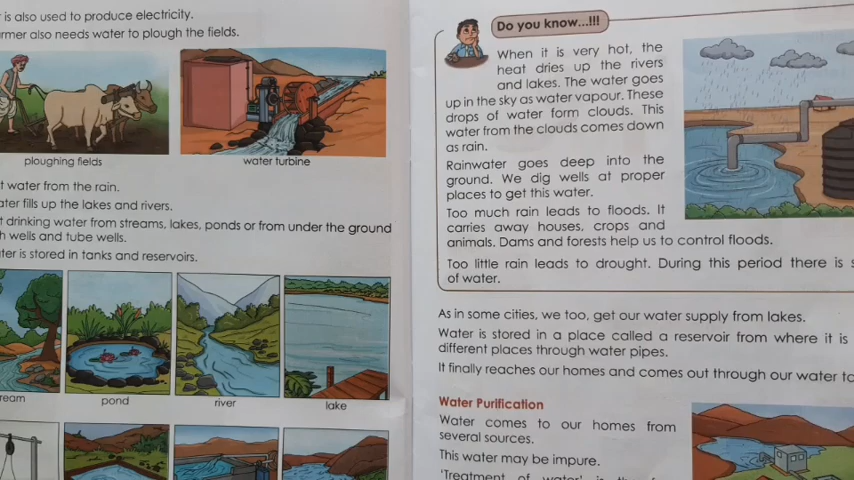 is also used to produce electricity.
armer also needs water to plough the fields.
ploughing fields
water turbine
t water from the rain.
ater fills up the lakes and rivers.
t drinking water from streams, lakes, ponds or from under the ground
h wells and tube wells.
ter is stored in tanks and reservoirs.
ream
pond
river
lake
Do you know...!!!
When it is very hot, the
heat dries up the rivers
and lakes. The water goes
up in the sky as water vapour. These
drops of water form clouds. This
water from the clouds comes down
as rain.
Rainwater goes deep into the
ground. We dig wells at proper
places to get this water.
Too much rain leads to floods. It
carries away houses, crops and
animals. Dams and forests help us to control floods.
Too little rain leads to drought. During this period there is s
of water.
As in some cities, we too, get our water supply from lakes.
Water is stored in a place called a reservoir from where it is
different places through water pipes.
It finally reaches our homes and comes out through our water ta
Water Purification
Water comes to our homes from
several sources.
This water may be impure.
'Treatment of water' is the